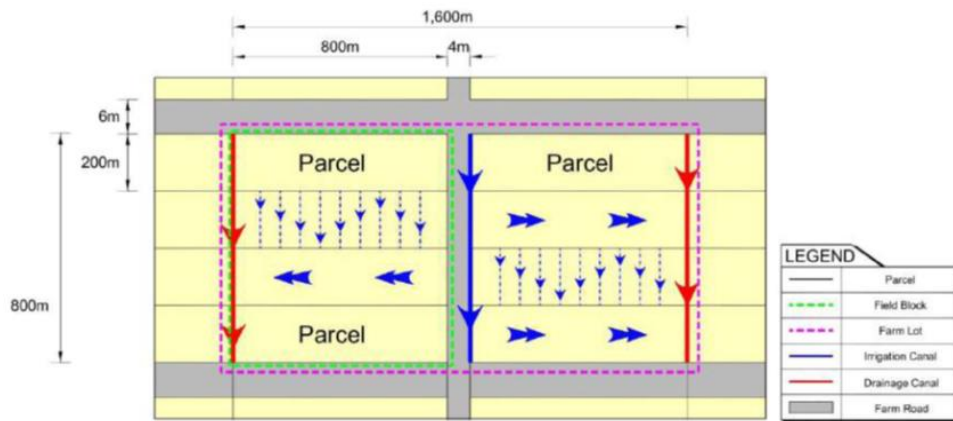 1,600m
800m
4m
6m
200m
800m
Parcel
Parcel
Parcel
LEGEND
Parcel
Field Block
Farm Lot
Irrigation Canal
Drainage Canal
Farm Road